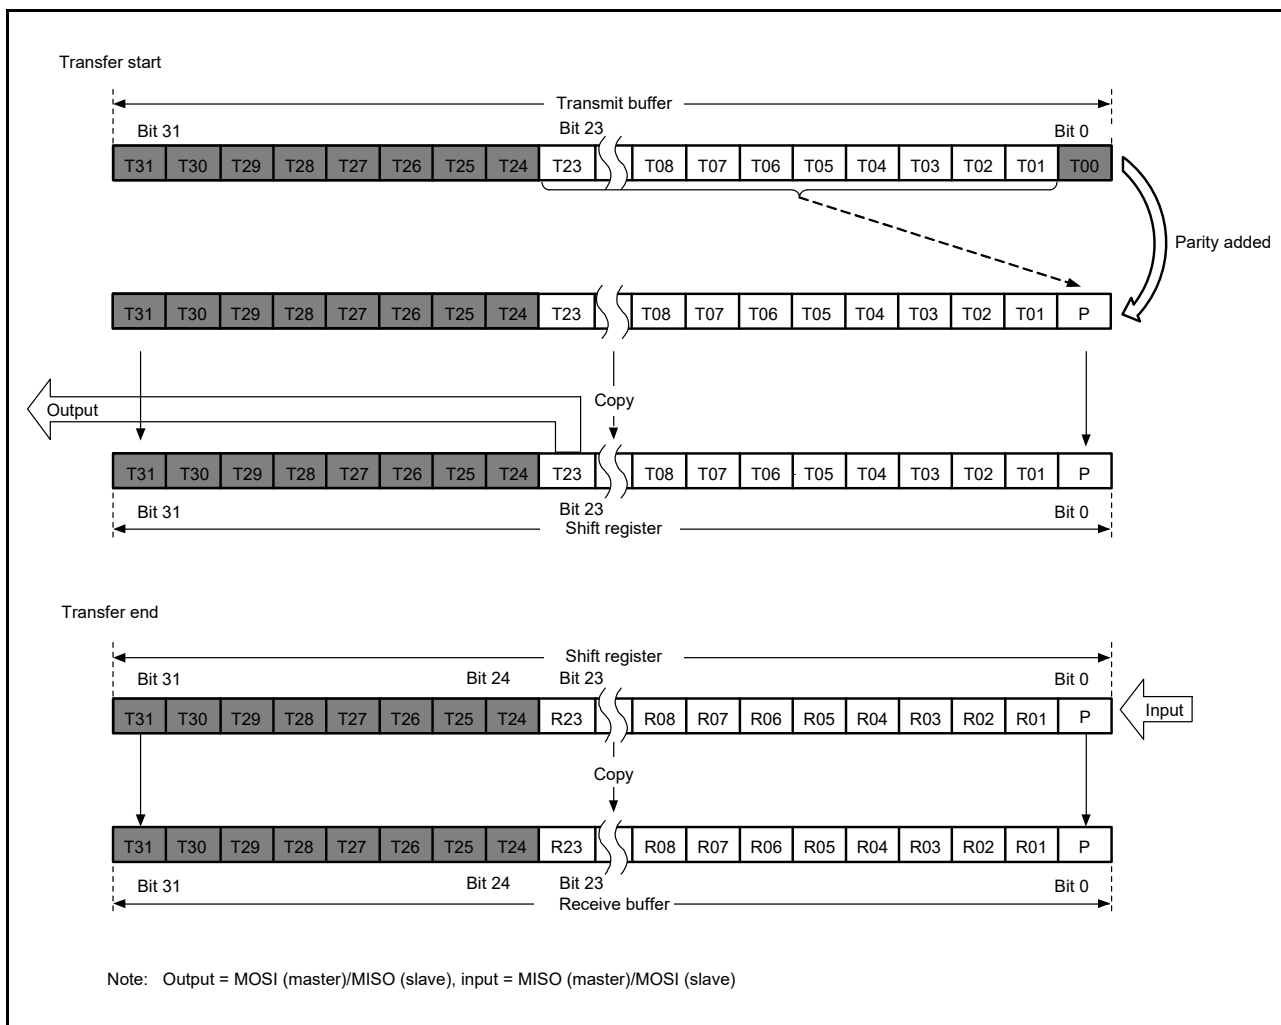 Transfer start
Transmit buffer
Bit 31 Bit 23 Bit 0
T31 T30 T29 T28 T27 T26 T25 T24 T23 T08 T07 T06 T05 T04 T03 T02 T01 T00
Parity added
T31 T30 T29 T28 T27 T26 T25 T24 T23 T08 T07 T06 T05 T04 T03 T02 T01 P
Output Copy
T31 T30 T29 T28 T27 T26 T25 T24 T23 T08 T07 T06 T05 T04 T03 T02 T01 P
Bit 31 Bit 23 Bit 0
Shift register
Transfer end
Shift register
Bit 31 Bit 24 Bit 23 Bit 0
T31 T30 T29 T28 T27 T26 T25 T24 R23 R08 R07 R06 R05 R04 R03 R02 R01 P Input
Copy
T31 T30 T29 T28 T27 T26 T25 T24 R23 R08 R07 R06 R05 R04 R03 R02 R01 P
Bit 31 Bit 24 Bit 23 Bit 0
Receive buffer
Note: Output = MOSI (master)/MISO (slave), input = MISO (master)/MOSI (slave)